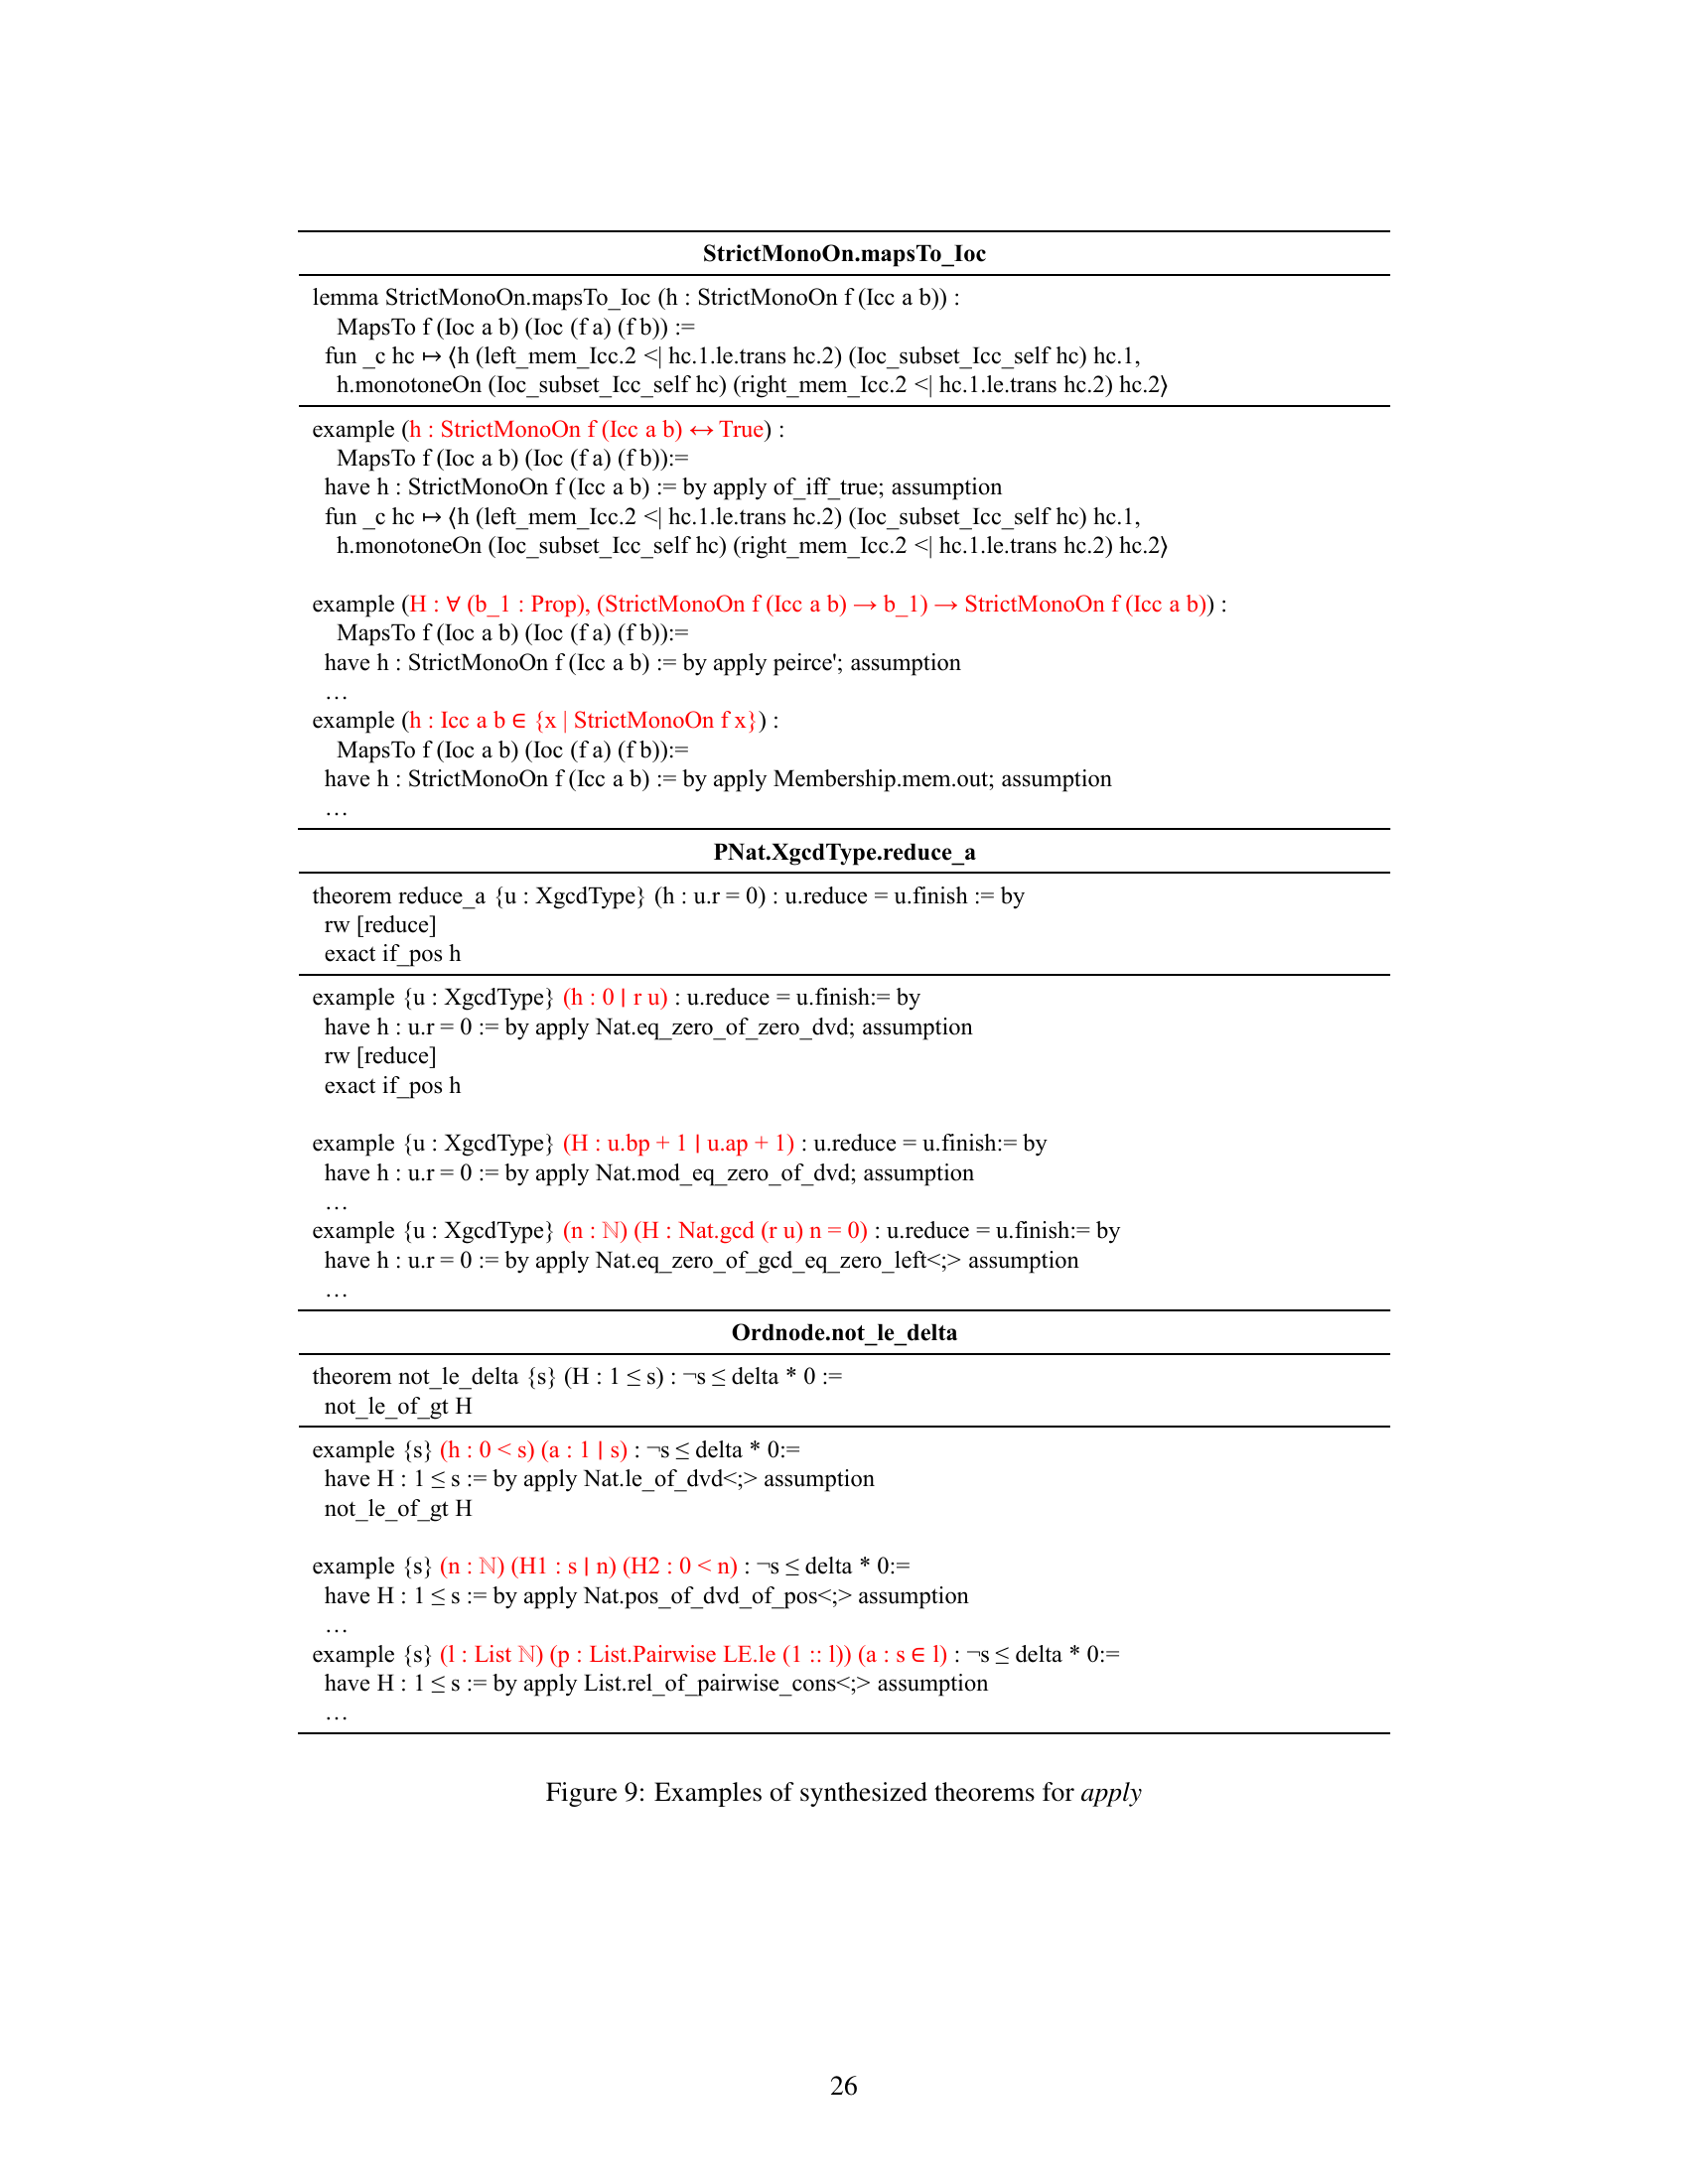 StrictMonoOn.mapsTo_Ioc
lemma StrictMonoOn.mapsTo_Ioc (h : StrictMonoOn f (Icc a b)) :
MapsTo f (Ioc a b) (Ioc (f a) (f b)) :=
fun _c hc ↦ ⟨h (left_mem_Icc.2 <| hc.1.le.trans hc.2) (Ioc_subset_Icc_self hc) hc.1,
h.monotoneOn (Ioc_subset_Icc_self hc) (right_mem_Icc.2 <| hc.1.le.trans hc.2) hc.2⟩
example (h : StrictMonoOn f (Icc a b) ↔ True) :
MapsTo f (Ioc a b) (Ioc (f a) (f b)):=
have h : StrictMonoOn f (Icc a b) := by apply of_iff_true; assumption
fun _c hc ↦ ⟨h (left_mem_Icc.2 <| hc.1.le.trans hc.2) (Ioc_subset_Icc_self hc) hc.1,
h.monotoneOn (Ioc_subset_Icc_self hc) (right_mem_Icc.2 <| hc.1.le.trans hc.2) hc.2⟩
example (H : ∀ (b_1 : Prop), (StrictMonoOn f (Icc a b) → b_1) → StrictMonoOn f (Icc a b)) :
MapsTo f (Ioc a b) (Ioc (f a) (f b)):=
have h : StrictMonoOn f (Icc a b) := by apply peirce'; assumption
…
example (h : Icc a b ∈ {x | StrictMonoOn f x}) :
MapsTo f (Ioc a b) (Ioc (f a) (f b)):=
have h : StrictMonoOn f (Icc a b) := by apply Membership.mem.out; assumption
…
PNat.XgcdType.reduce_a
theorem reduce_a {u : XgcdType} (h : u.r = 0) : u.reduce = u.finish := by
rw [reduce]
exact if_pos h
example {u : XgcdType} (h : 0 ∣ r u) : u.reduce = u.finish:= by
have h : u.r = 0 := by apply Nat.eq_zero_of_zero_dvd; assumption
rw [reduce]
exact if_pos h
example {u : XgcdType} (H : u.bp + 1 ∣ u.ap + 1) : u.reduce = u.finish:= by
have h : u.r = 0 := by apply Nat.mod_eq_zero_of_dvd; assumption
…
example {u : XgcdType} (n : ℕ) (H : Nat.gcd (r u) n = 0) : u.reduce = u.finish:= by
have h : u.r = 0 := by apply Nat.eq_zero_of_gcd_eq_zero_left<;> assumption
…
Ordnode.not_le_delta
theorem not_le_delta {s} (H : 1 ≤ s) : ¬s ≤ delta * 0 :=
not_le_of_gt H
example {s} (h : 0 < s) (a : 1 ∣ s) : ¬s ≤ delta * 0:=
have H : 1 ≤ s := by apply Nat.le_of_dvd<;> assumption
not_le_of_gt H
example {s} (n : ℕ) (H1 : s ∣ n) (H2 : 0 < n) : ¬s ≤ delta * 0:=
have H : 1 ≤ s := by apply Nat.pos_of_dvd_of_pos<;> assumption
…
example {s} (l : List ℕ) (p : List.Pairwise LE.le (1 :: l)) (a : s ∈ l) : ¬s ≤ delta * 0:=
have H : 1 ≤ s := by apply List.rel_of_pairwise_cons<;> assumption
…
Figure 9: Examples of synthesized theorems for apply
26